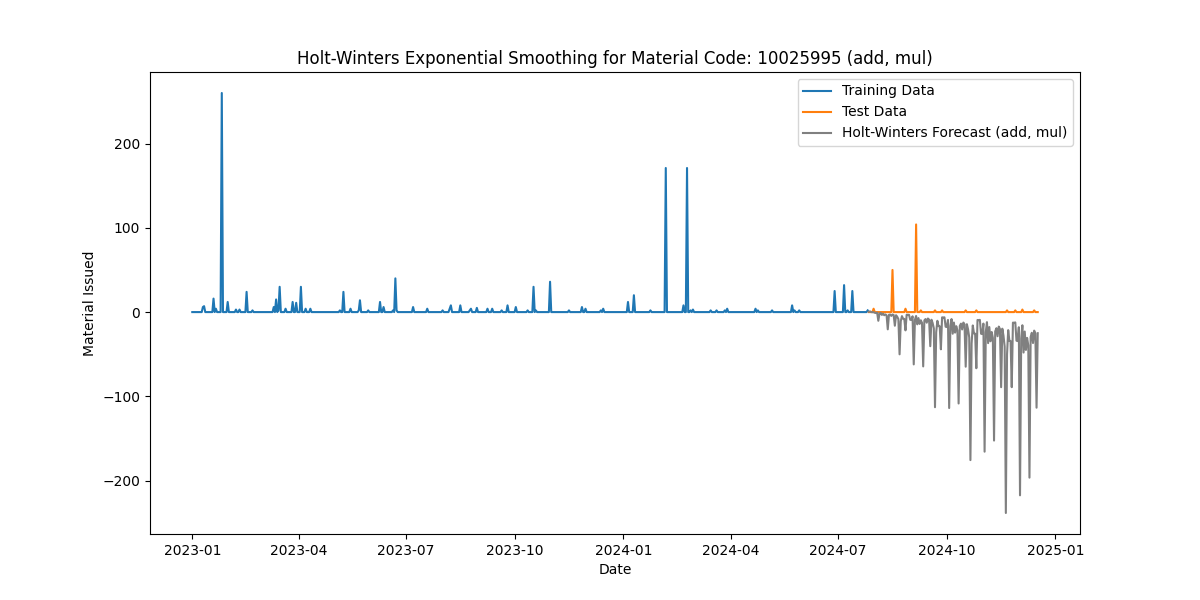 Holt-Winters Exponential Smoothing for Material Code: 10025995 (add, mul)
Training Data
Test Data
Holt-Winters Forecast (add, mul)
Material Issued
200
100
0
−100
−200
2023-01 2023-04 2023-07 2023-10 2024-01 2024-04 2024-07 2024-10 2025-01
Date